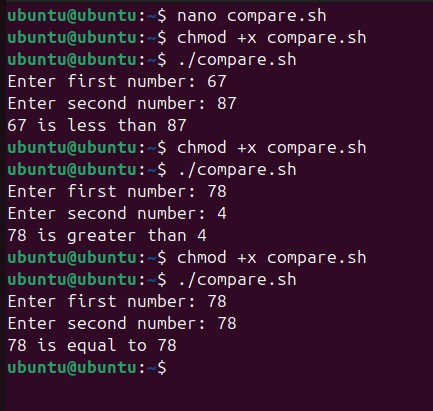 ubuntu@ubuntu:~$ nano compare.sh
ubuntu@ubuntu:~$ chmod +x compare.sh
ubuntu@ubuntu:~$ ./compare.sh
Enter first number: 67
Enter second number: 87
67 is less than 87
ubuntu@ubuntu:~$ chmod +x compare.sh
ubuntu@ubuntu:~$ ./compare.sh
Enter first number: 78
Enter second number: 4
78 is greater than 4
ubuntu@ubuntu:~$ chmod +x compare.sh
ubuntu@ubuntu:~$ ./compare.sh
Enter first number: 78
Enter second number: 78
78 is equal to 78
ubuntu@ubuntu:~$